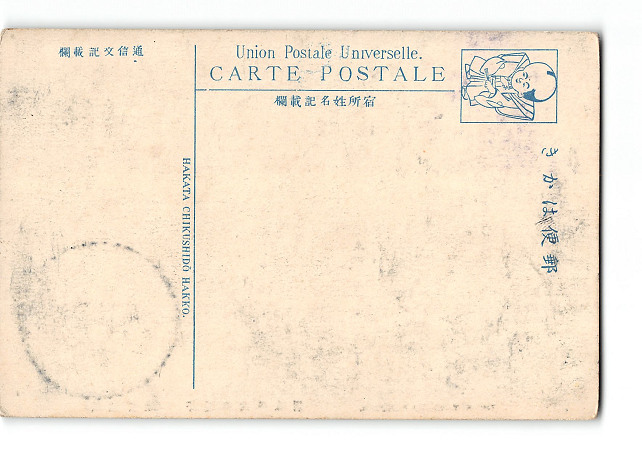 欄載記文信通
Union Postale Universelle.
CARTE POSTALE
欄載記名姓所宿
きかは便郵
HAKATA CHIKUSHIDŌ HAKKO.